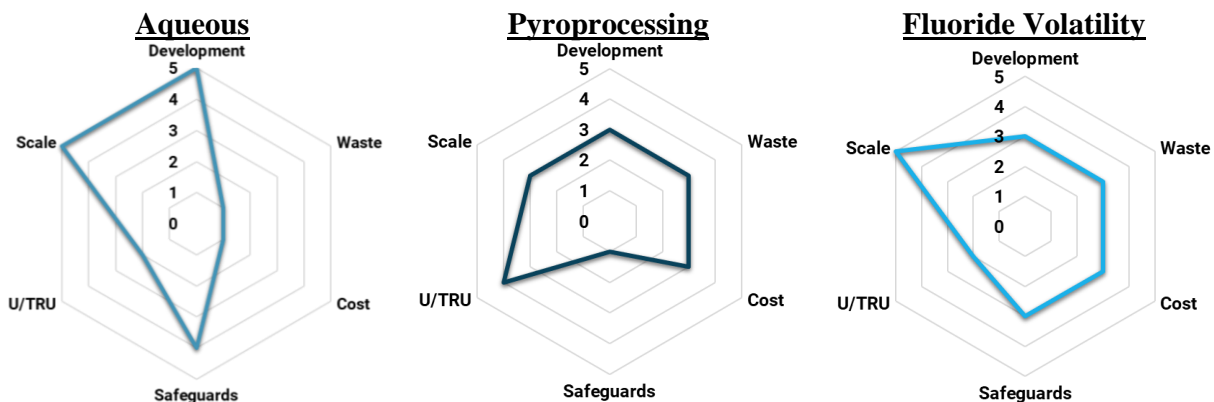 Aqueous
Development
5
4
3
2
1
0
Scale
Waste
U/TRU
Cost
Safeguards
Pyroprocessing
Development
5
4
3
2
1
0
Scale
Waste
U/TRU
Cost
Safeguards
Fluoride Volatility
Development
5
4
3
2
1
0
Scale
Waste
U/TRU
Cost
Safeguards